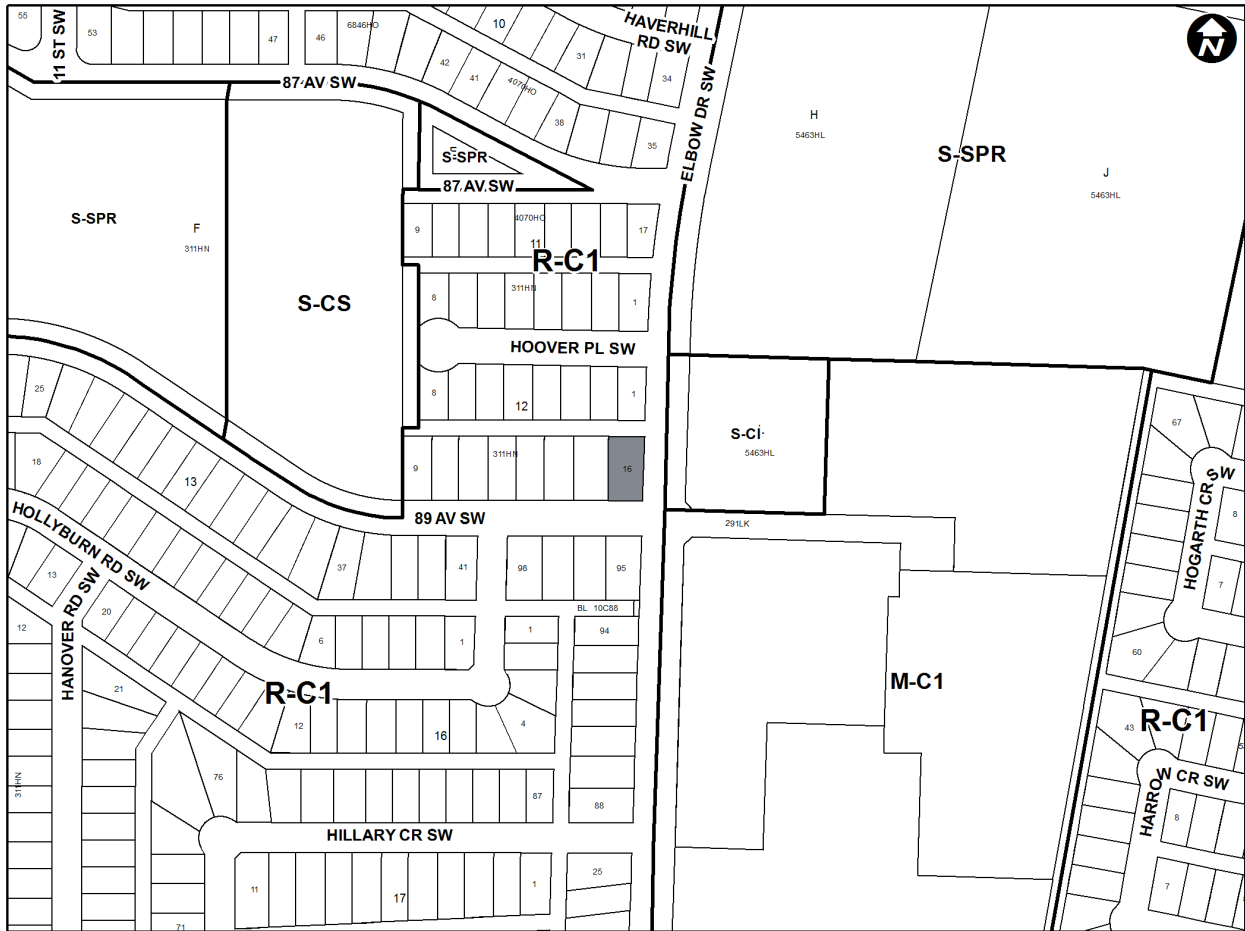 55
11 ST SW
53
47
46
6846HO
10
HAVERHILL
RD SW
31
34
42
41
4070HO
38
35
87 AV SW
ELBOW DR SW
N
H
5463HL
S-SPR
J
5463HL
S-SPR
87 AV SW
S-SPR
F
311HN
S-CS
9
4070HO
11
17
R-C1
8
311HN
1
HOOVER PL SW
8
12
1
9
311HN
16
S-CI
5463HL
89 AV SW
291LK
25
18
13
37
41
98
95
HOLLYBURN RD SW
13
20
12
HANOVER RD SW
6
1
1
BL 10C88
94
21
R-C1
12
16
4
76
87
88
311HN
HILLARY CR SW
11
17
1
25
71
M-C1
67
HOGARTH CR SW
8
7
60
43
R-C1
HARROW CR SW
8
7